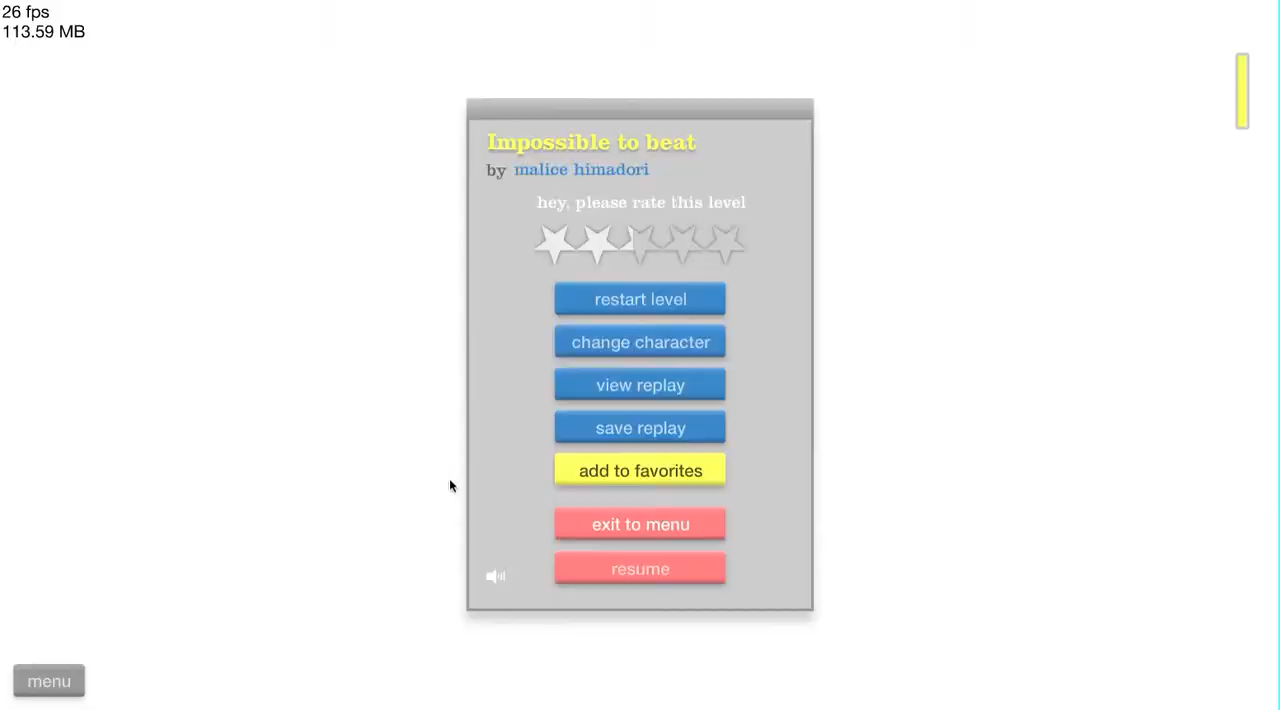 26 fps
113.59 MB
Impossible to beat
by malice himadori
hey, please rate this level
restart level
change character
view replay
save replay
add to favorites
exit to menu
resume
menu